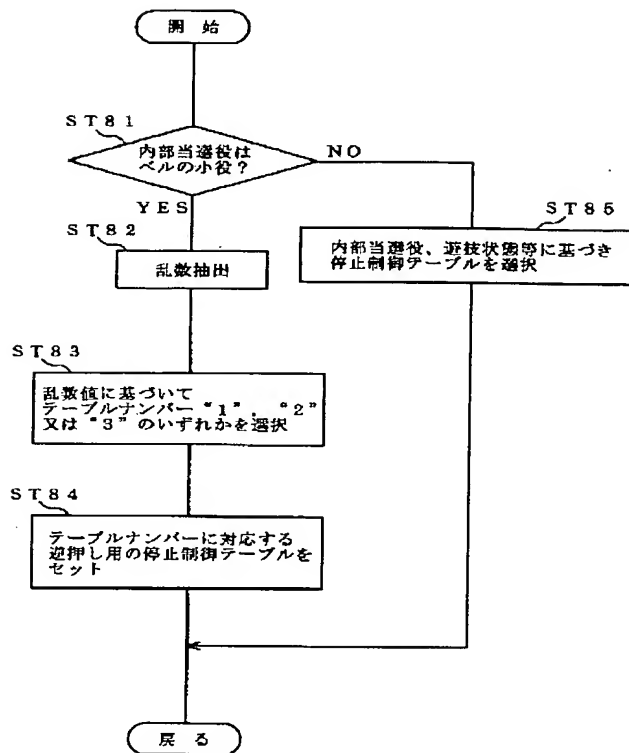 開 始
ST81
内部当選役は
ベルの小役？
NO
YES
ST82
乱数抽出
ST85
内部当選役、遊技状態等に基づき
停止制御テーブルを選択
ST83
乱数値に基づいて
テーブルナンバー“1”、“2”
又は“3”のいずれかを選択
ST84
テーブルナンバーに対応する
逆押し用の停止制御テーブルを
セット
戻 る